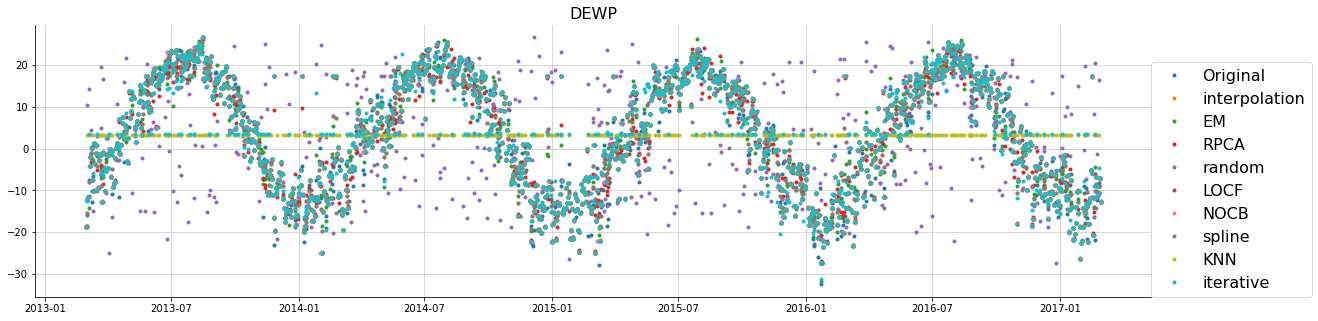 DEWP
20
10
0
−10
−20
−30
2013-01
2013-07
2014-01
2014-07
2015-01
2015-07
2016-01
2016-07
2017-01
Original
interpolation
EM
RPCA
random
LOCF
NOCB
spline
KNN
iterative